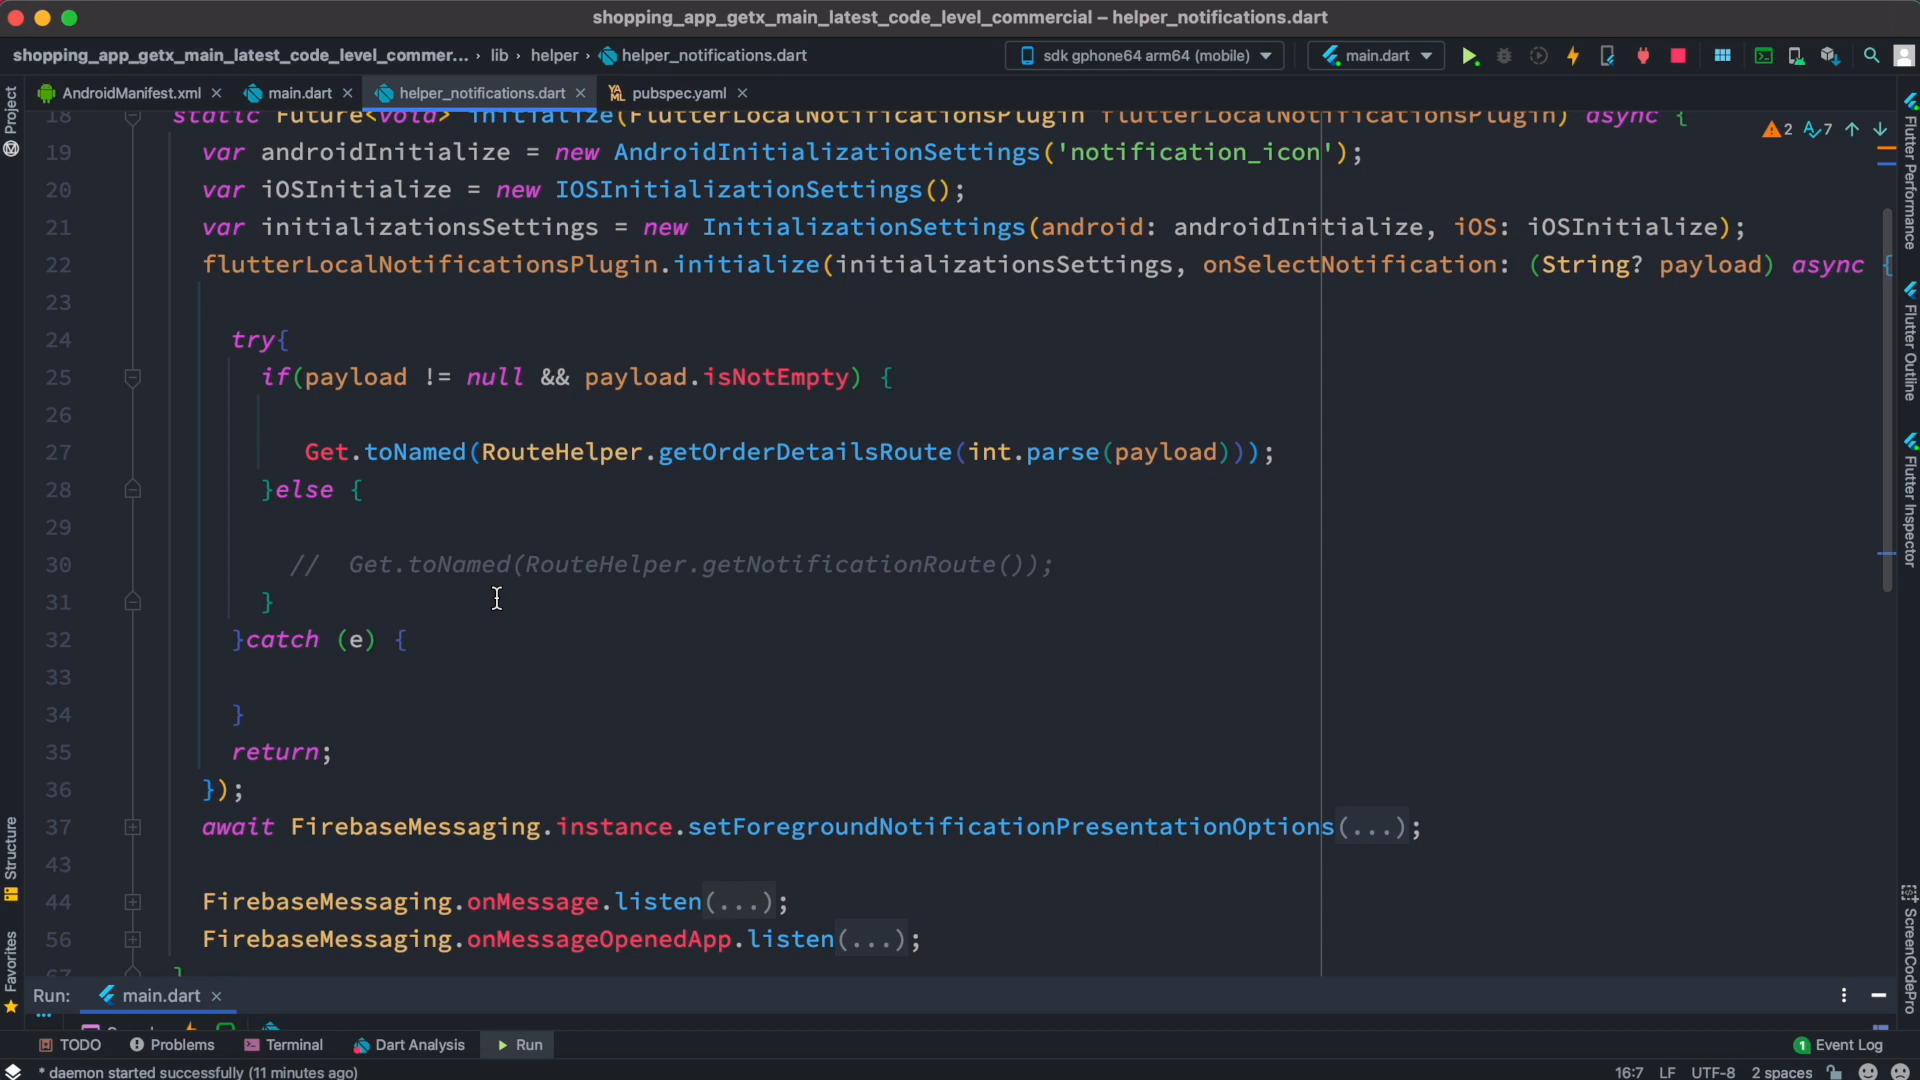 shopping_app_getx_main_latest_code_level_commercial – helper_notifications.dart
shopping_app_getx_main_latest_code_level_commer... › lib › helper › helper_notifications.dart
sdk gphone64 arm64 (mobile)
main.dart
AndroidManifest.xml
main.dart
helper_notifications.dart
pubspec.yaml
Project
Structure
Favorites
Flutter Performance
Flutter Outline
Flutter Inspector
ScreenCodePro
2 7
18 static Future<void> initialize(FlutterLocalNotificationsPlugin flutterLocalNotificationsPlugin) async {
19 var androidInitialize = new AndroidInitializationSettings('notification_icon');
20 var iOSInitialize = new IOSInitializationSettings();
21 var initializationsSettings = new InitializationSettings(android: androidInitialize, iOS: iOSInitialize);
22 flutterLocalNotificationsPlugin.initialize(initializationsSettings, onSelectNotification: (String? payload) async {
23
24 try{
25 if(payload != null && payload.isNotEmpty) {
26
27 Get.toNamed(RouteHelper.getOrderDetailsRoute(int.parse(payload)));
28 }else {
29
30 // Get.toNamed(RouteHelper.getNotificationRoute());
31 }
32 }catch (e) {
33
34 }
35 return;
36 });
37 await FirebaseMessaging.instance.setForegroundNotificationPresentationOptions(...);
43
44 FirebaseMessaging.onMessage.listen(...);
56 FirebaseMessaging.onMessageOpenedApp.listen(...);
67 }
Run: main.dart
TODO Problems Terminal Dart Analysis Run
1 Event Log
* daemon started successfully (11 minutes ago)
16:7 LF UTF-8 2 spaces